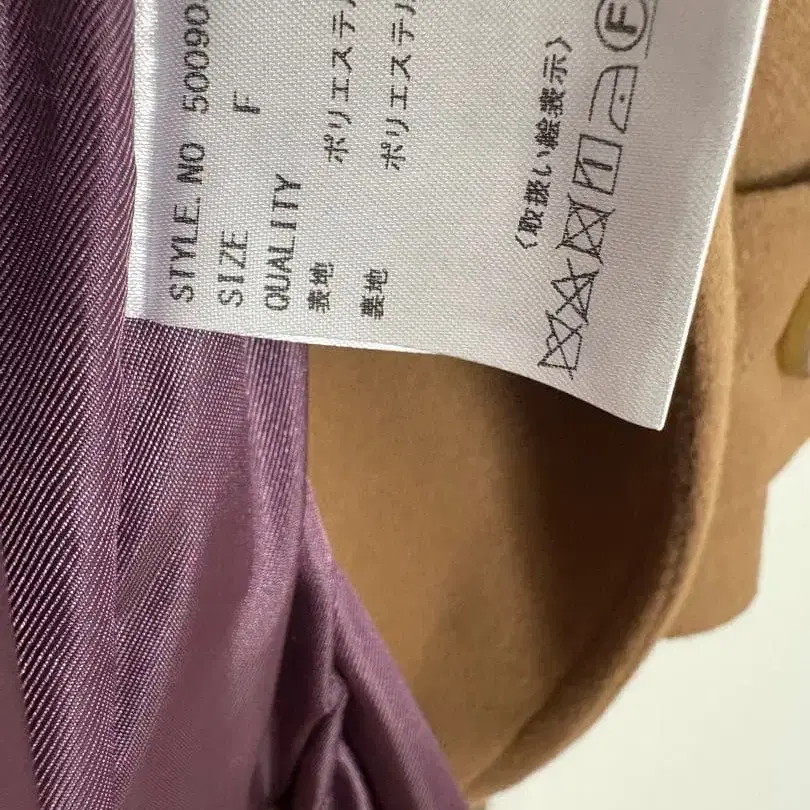 STYLE.NO 50090
SIZE F
QUALITY
表地 ポリエステル
裏地 ポリエステル
〈取扱い絵表示〉
F